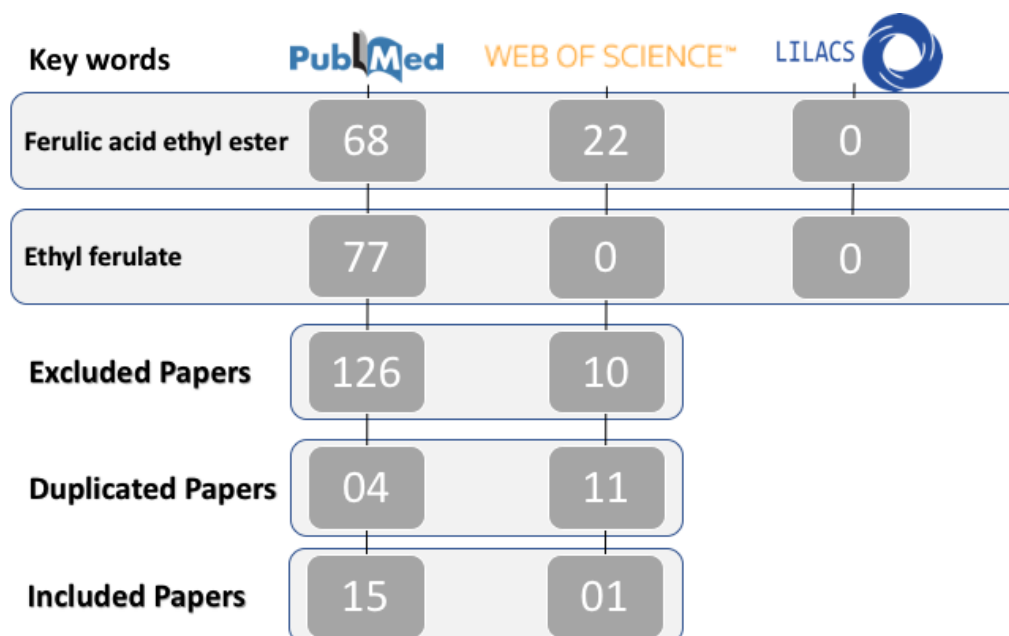 Key words PubMed WEB OF SCIENCE™ LILACS
Ferulic acid ethyl ester 68 22 0
Ethyl ferulate 77 0 0
Excluded Papers 126 10
Duplicated Papers 04 11
Included Papers 15 01